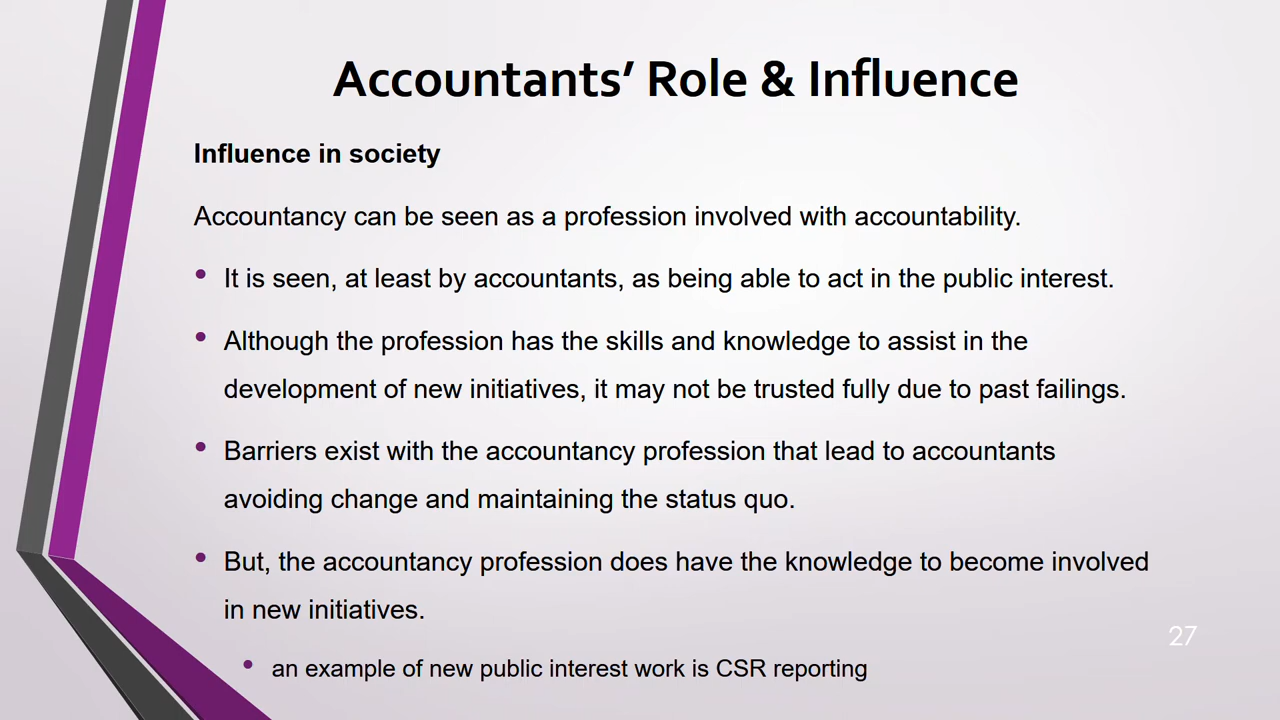 Accountants’ Role & Influence
Influence in society
Accountancy can be seen as a profession involved with accountability.
• It is seen, at least by accountants, as being able to act in the public interest.
• Although the profession has the skills and knowledge to assist in the
development of new initiatives, it may not be trusted fully due to past failings.
• Barriers exist with the accountancy profession that lead to accountants
avoiding change and maintaining the status quo.
• But, the accountancy profession does have the knowledge to become involved
in new initiatives.
• an example of new public interest work is CSR reporting
27